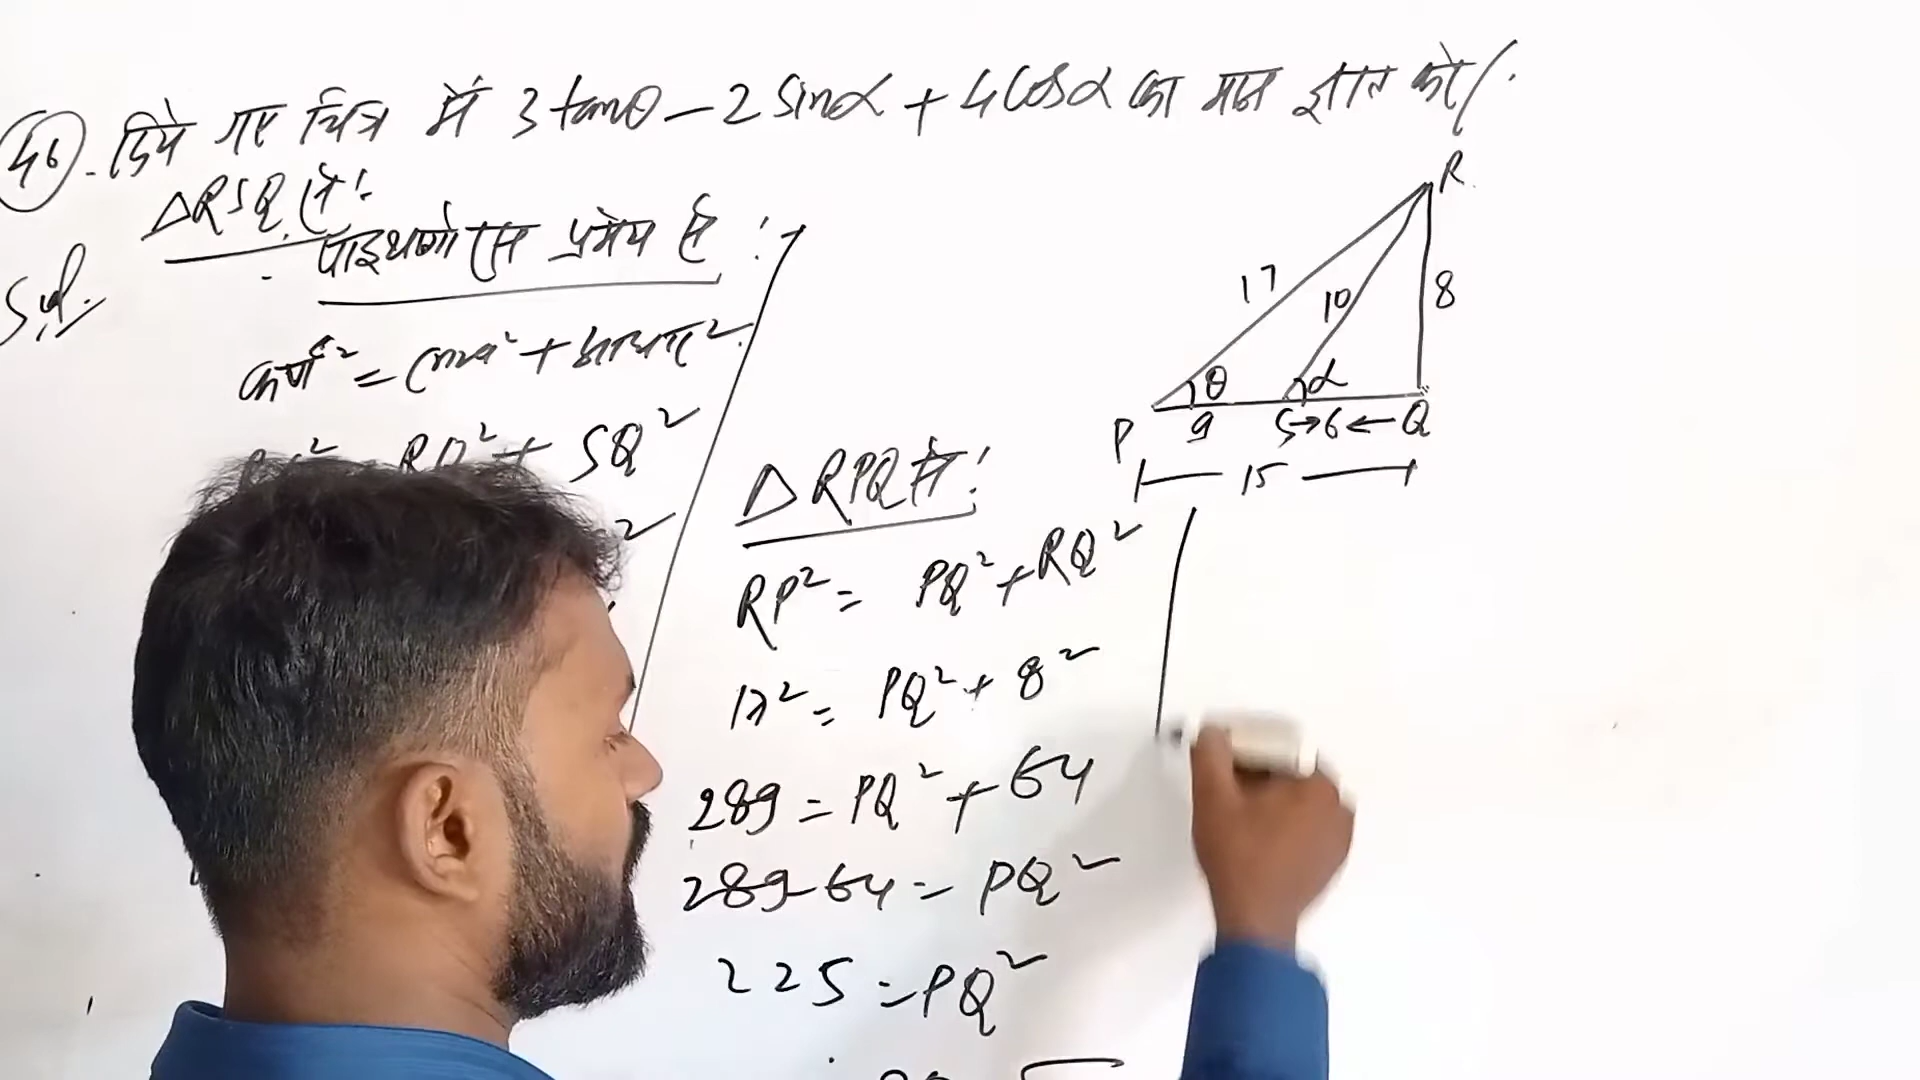 46. दिये गए चित्र में 3 tanθ – 2 sinα + 4 cosα का मान ज्ञात करो।
Sol.
ΔRSQ से:
पाइथागोरस प्रमेय से :
कर्ण² = लम्ब² + आधार²
RQ² + SQ²
²
ΔRPQ में:
RP² = PQ² + RQ²
17² = PQ² + 8²
289 = PQ² + 64
289-64 = PQ²
225 = PQ²
R
17
10
8
θ
α
P
9
S→6←Q
15